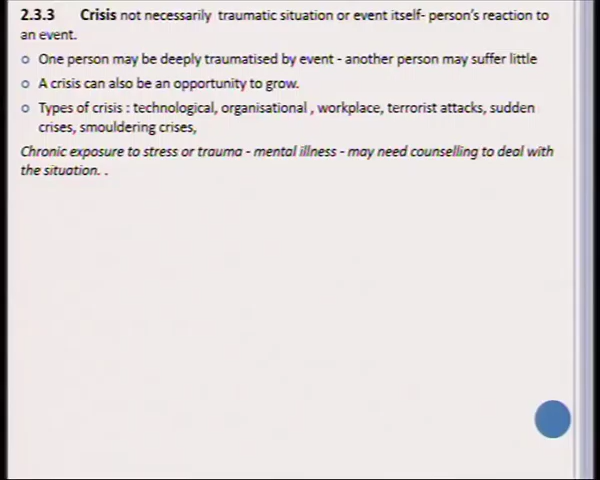 2.3.3 Crisis not necessarily traumatic situation or event itself- person's reaction to
an event.
One person may be deeply traumatised by event - another person may suffer little
A crisis can also be an opportunity to grow.
Types of crisis : technological, organisational , workplace, terrorist attacks, sudden
crises, smouldering crises,
Chronic exposure to stress or trauma - mental illness - may need counselling to deal with
the situation. .